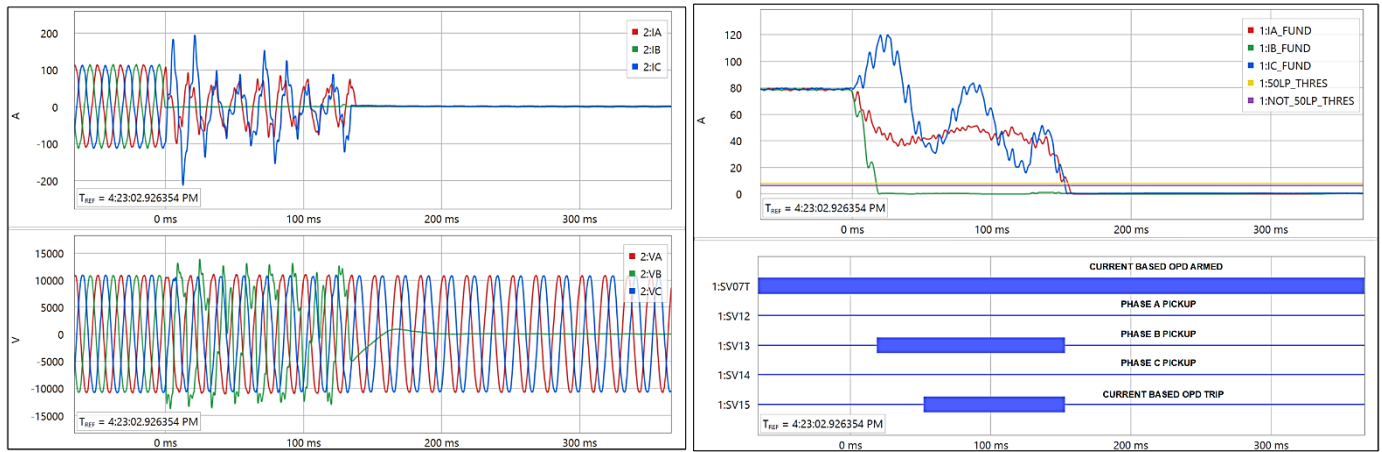 200
100
0
-100
-200
A
2:IA
2:IB
2:IC
TREF = 4:23:02.926354 PM
0 ms
100 ms
200 ms
300 ms
15000
10000
5000
0
-5000
-10000
-15000
V
2:VA
2:VB
2:VC
TREF = 4:23:02.926354 PM
0 ms
100 ms
200 ms
300 ms
120
100
80
60
40
20
0
A
1:IA_FUND
1:IB_FUND
1:IC_FUND
1:50LP_THRES
1:NOT_50LP_THRES
TREF = 4:23:02.926354 PM
0 ms
100 ms
200 ms
300 ms
CURRENT BASED OPD ARMED
1:SV07T
PHASE A PICKUP
1:SV12
PHASE B PICKUP
1:SV13
PHASE C PICKUP
1:SV14
CURRENT BASED OPD TRIP
1:SV15
TREF = 4:23:02.926354 PM
0 ms
100 ms
200 ms
300 ms